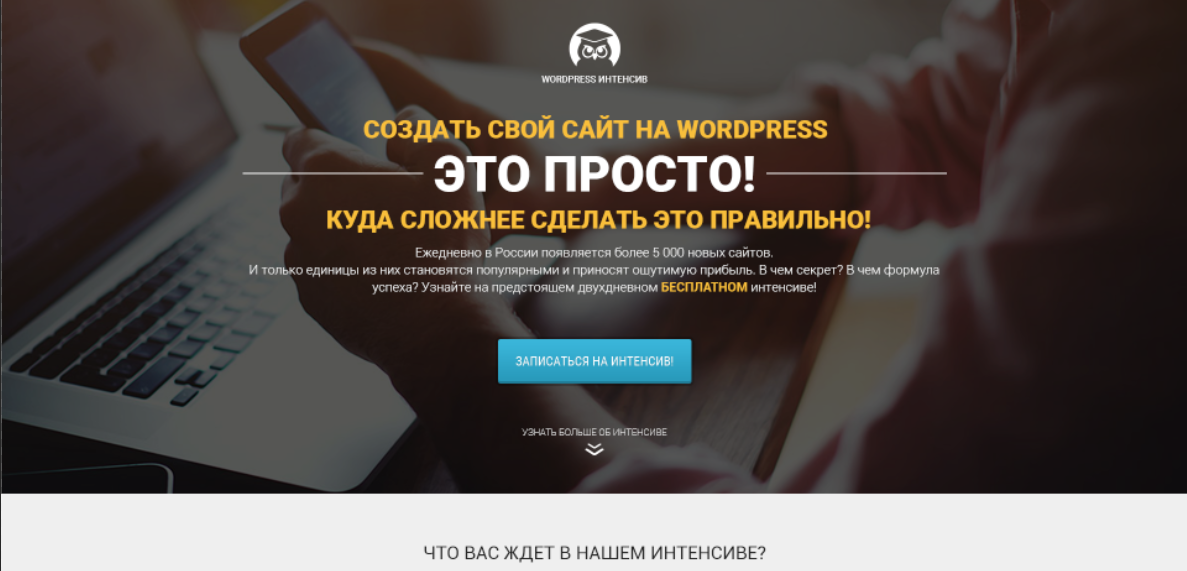 WORDPRESS ИНТЕНСИВ
СОЗДАТЬ СВОЙ САЙТ НА WORDPRESS
ЭТО ПРОСТО!
КУДА СЛОЖНЕЕ СДЕЛАТЬ ЭТО ПРАВИЛЬНО!
Ежедневно в России появляется более 5 000 новых сайтов.
И только единицы из них становятся популярными и приносят ощутимую прибыль. В чем секрет? В чем формула
успеха? Узнайте на предстоящем двухдневном БЕСПЛАТНОМ интенсиве!
ЗАПИСАТЬСЯ НА ИНТЕНСИВ!
УЗНАТЬ БОЛЬШЕ ОБ ИНТЕНСИВЕ
ЧТО ВАС ЖДЕТ В НАШЕМ ИНТЕНСИВЕ?